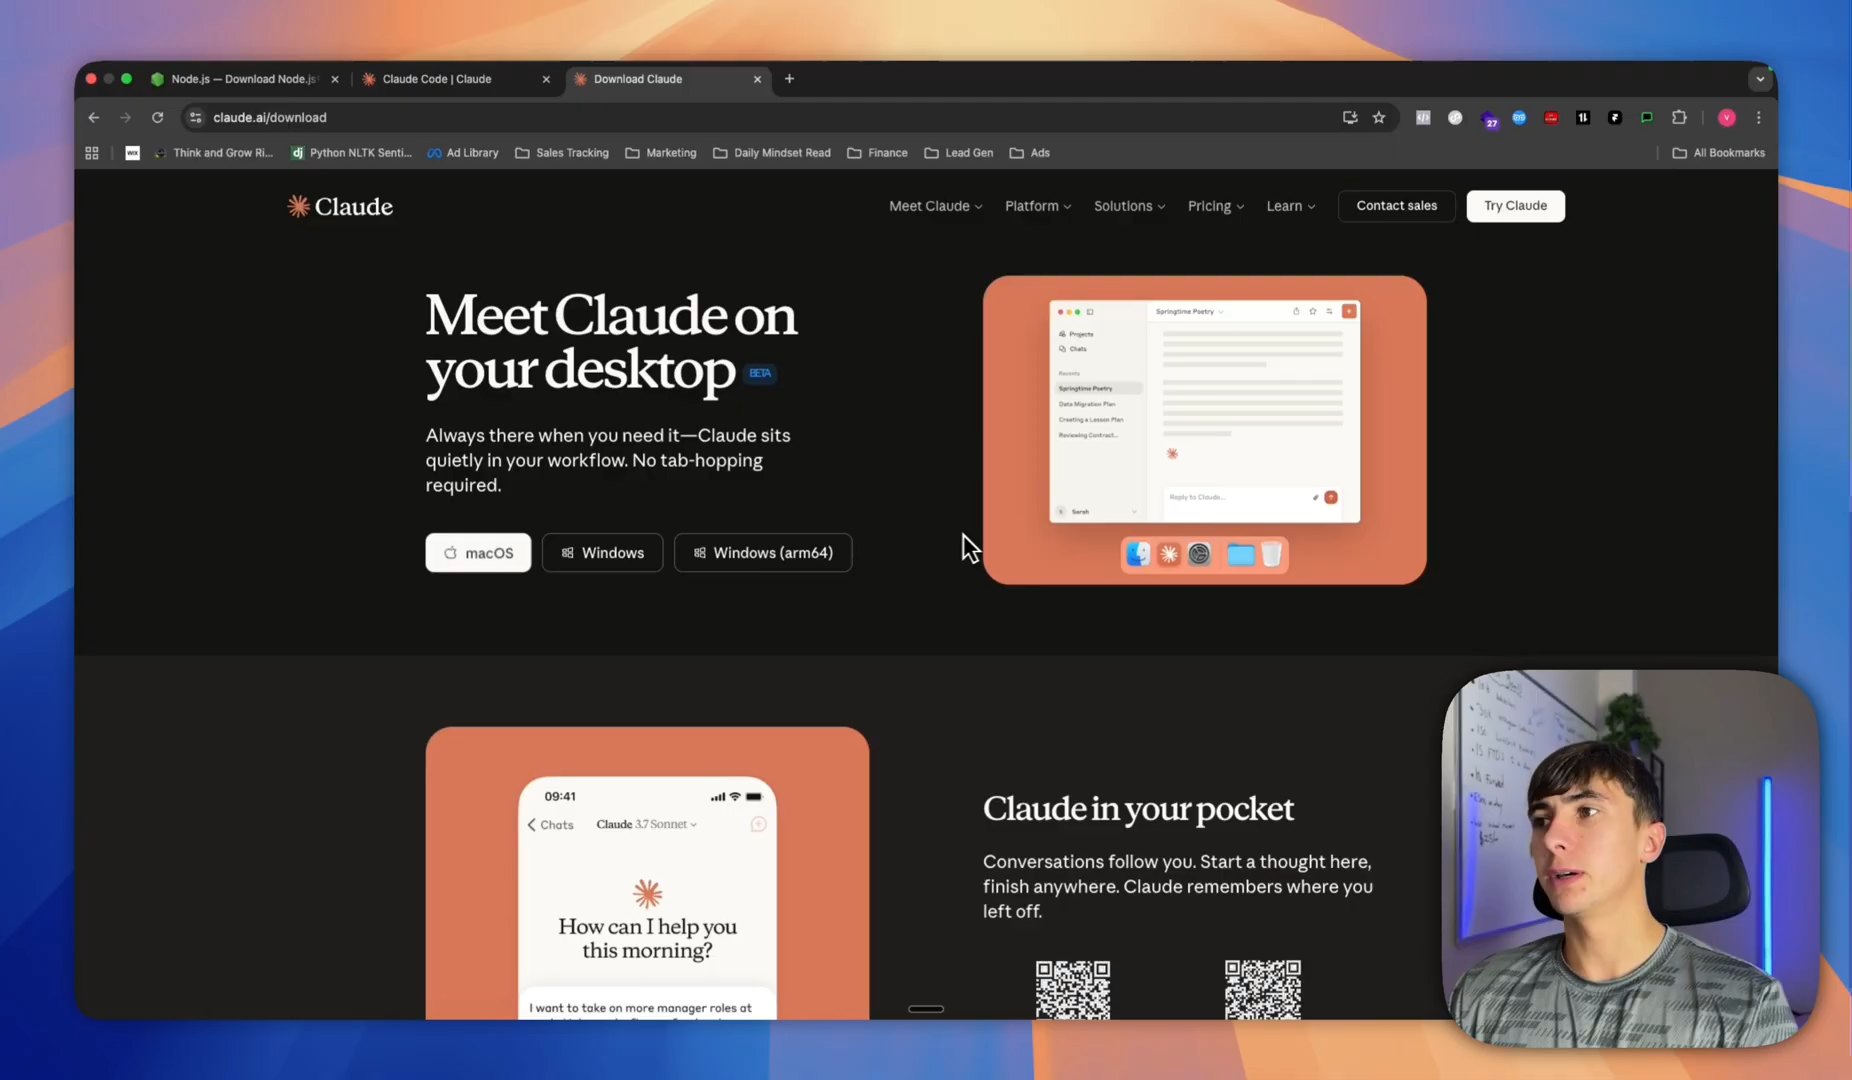 Node.js — Download Node.js
Claude Code | Claude
Download Claude
claude.ai/download
27
WIX
Think and Grow Ri...
Python NLTK Senti...
Ad Library
Sales Tracking
Marketing
Daily Mindset Read
Finance
Lead Gen
Ads
All Bookmarks
Claude
Meet Claude
Platform
Solutions
Pricing
Learn
Contact sales
Try Claude
Meet Claude on
your desktop BETA
Always there when you need it—Claude sits
quietly in your workflow. No tab-hopping
required.
macOS
Windows
Windows (arm64)
Springtime Poetry
Projects
Chats
Recents
Springtime Poetry
Data Migration Plan
Creating a Lesson Plan
Reviewing Contract...
Reply to Claude...
S
Sarah
09:41
Chats
Claude 3.7 Sonnet
How can I help you
this morning?
I want to take on more manager roles at
Claude in your pocket
Conversations follow you. Start a thought here,
finish anywhere. Claude remembers where you
left off.